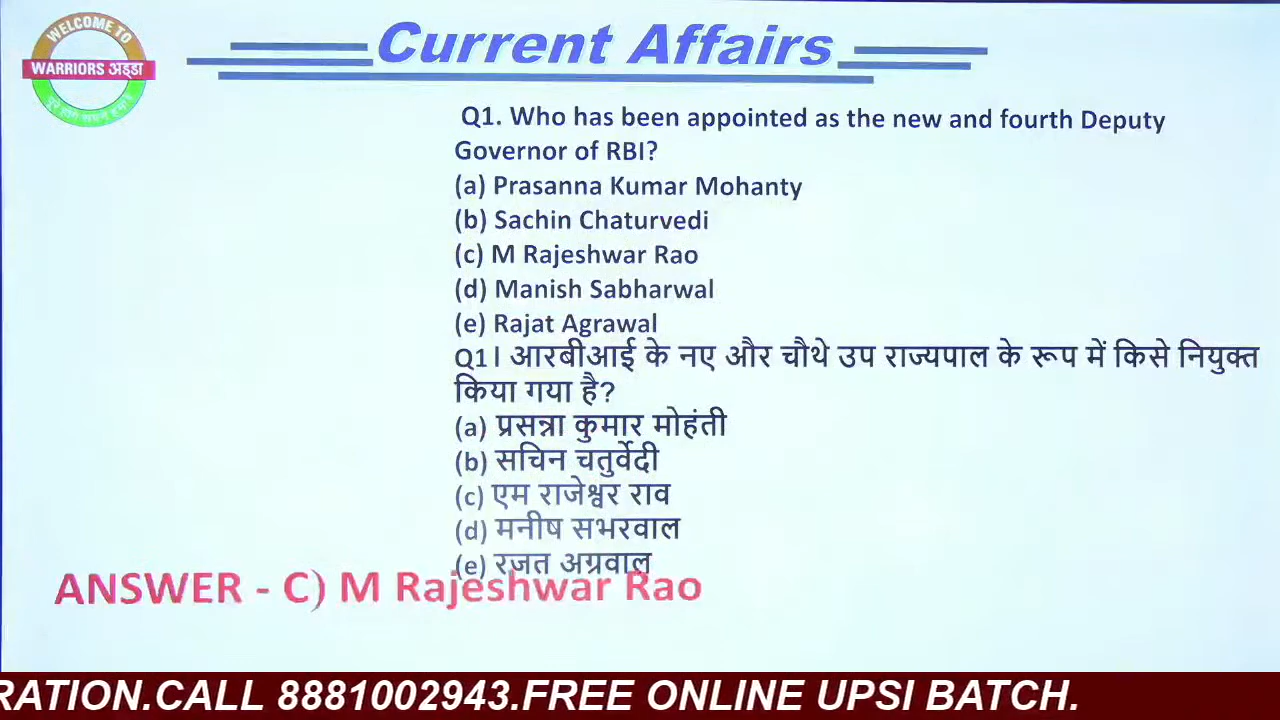 WELCOME TO
WARRIORS अड्डा
Current Affairs
Q1. Who has been appointed as the new and fourth Deputy
Governor of RBI?
(a) Prasanna Kumar Mohanty
(b) Sachin Chaturvedi
(c) M Rajeshwar Rao
(d) Manish Sabharwal
(e) Rajat Agrawal
Q1। आरबीआई के नए और चौथे उप राज्यपाल के रूप में किसे नियुक्त
किया गया है?
(a) प्रसन्ना कुमार मोहंती
(b) सचिन चतुर्वेदी
(c) एम राजेश्वर राव
(d) मनीष सभरवाल
(e) रजत अग्रवाल
ANSWER - C) M Rajeshwar Rao
RATION.CALL 8881002943.FREE ONLINE UPSI BATCH.